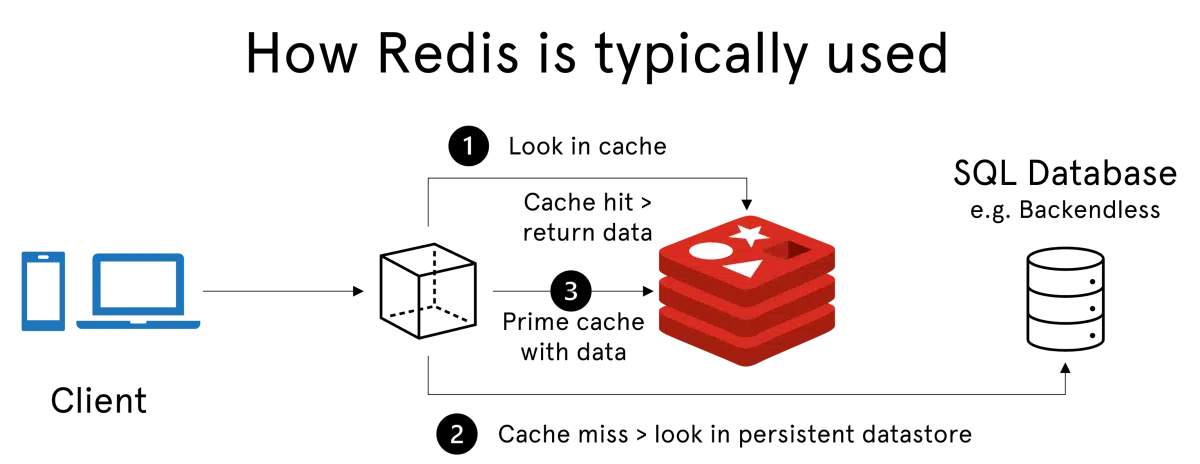 How Redis is typically used
1 Look in cache
Cache hit >
return data
SQL Database
e.g. Backendless
3
Prime cache
with data
Client
2 Cache miss > look in persistent datastore